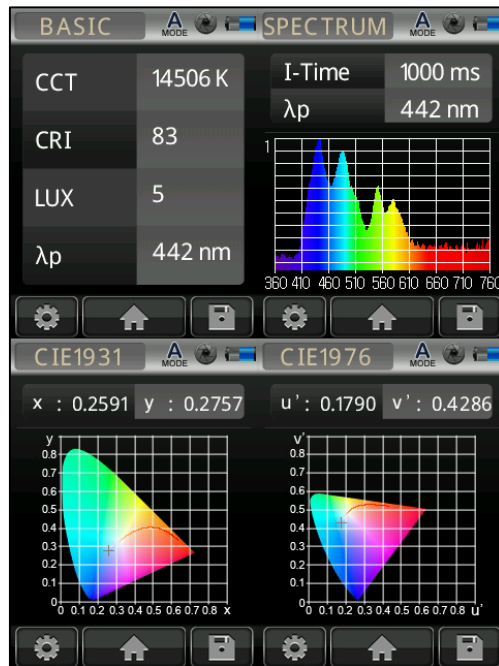 BASIC
A
MODE
CCT 14506 K
CRI 83
LUX 5
λp 442 nm
SPECTRUM
A
MODE
I-Time 1000 ms
λp 442 nm
1
360 410 460 510 560 610 660 710 760
CIE1931
A
MODE
x : 0.2591 y : 0.2757
y
0.8
0.7
0.6
0.5
0.4
0.3
0.2
0.1
0 0.1 0.2 0.3 0.4 0.5 0.6 0.7 0.8 x
CIE1976
A
MODE
u' : 0.1790 v' : 0.4286
v'
0.8
0.7
0.6
0.5
0.4
0.3
0.2
0.1
0 0.1 0.2 0.3 0.4 0.5 0.6 0.7 0.8 u'